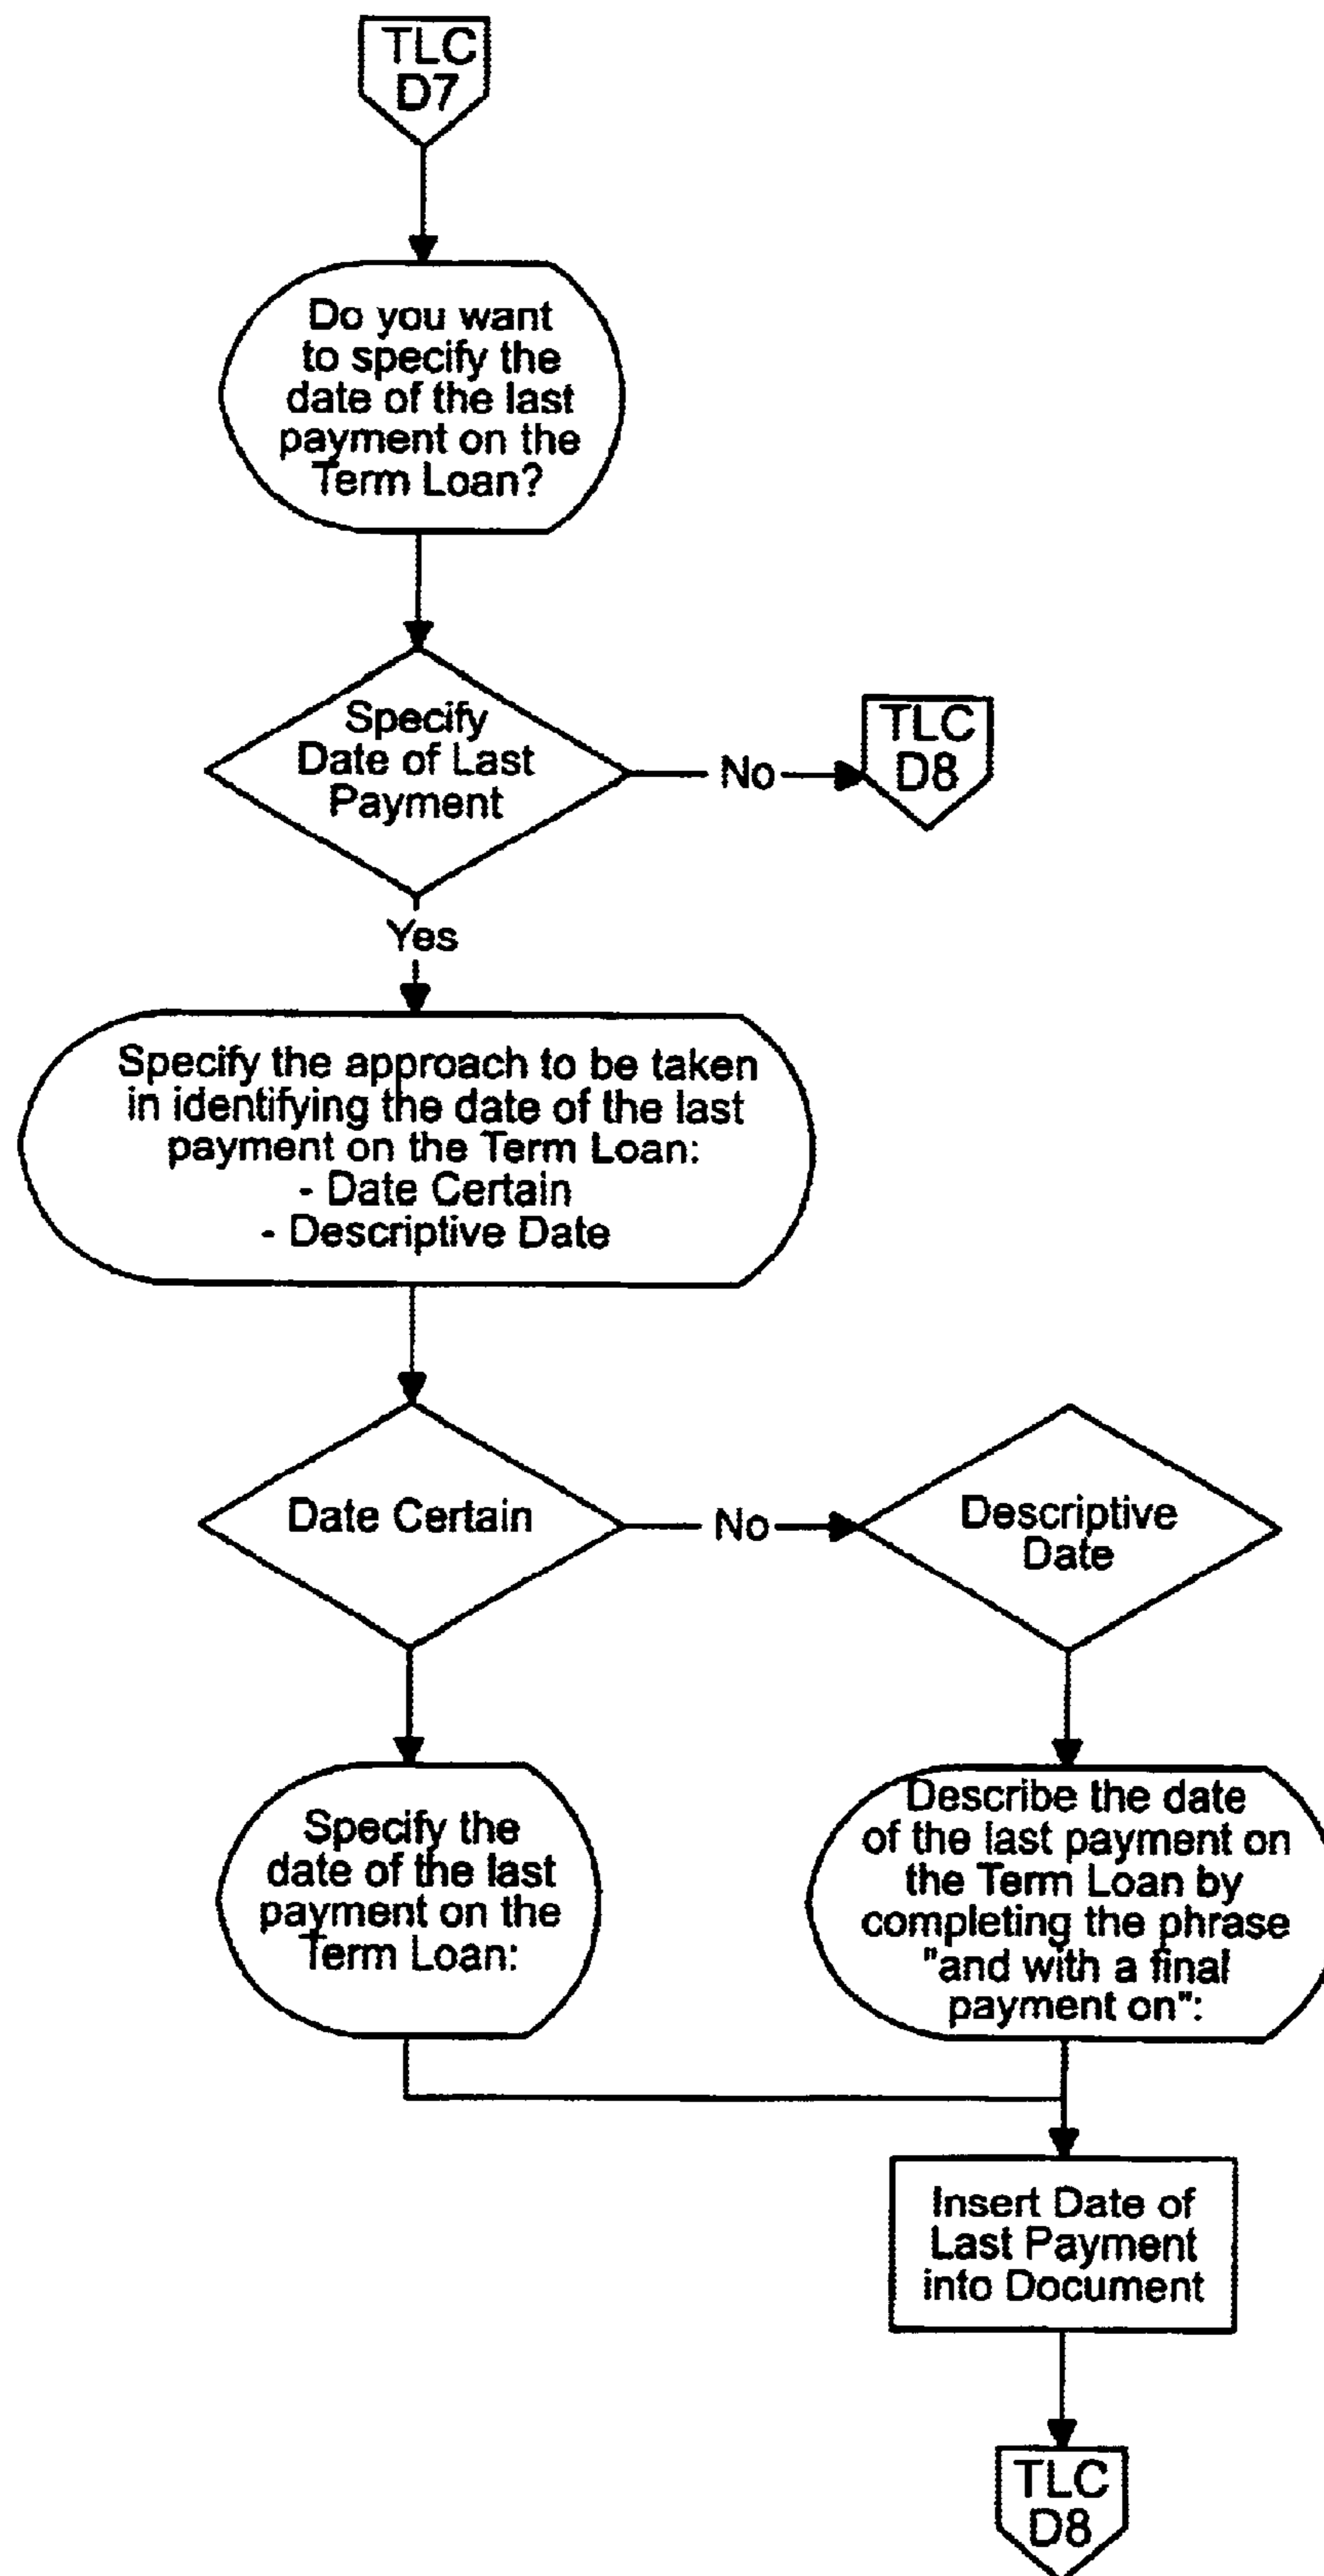 TLC
D7
Do you want
to specify the
date of the last
payment on the
Term Loan?
Specify
Date of Last
Payment
No
TLC
D8
Yes
Specify the approach to be taken
in identifying the date of the last
payment on the Term Loan:
- Date Certain
- Descriptive Date
Date Certain
No
Descriptive
Date
Specify the
date of the last
payment on the
Term Loan:
Describe the date
of the last payment on
the Term Loan by
completing the phrase
"and with a final
payment on":
Insert Date of
Last Payment
into Document
TLC
D8